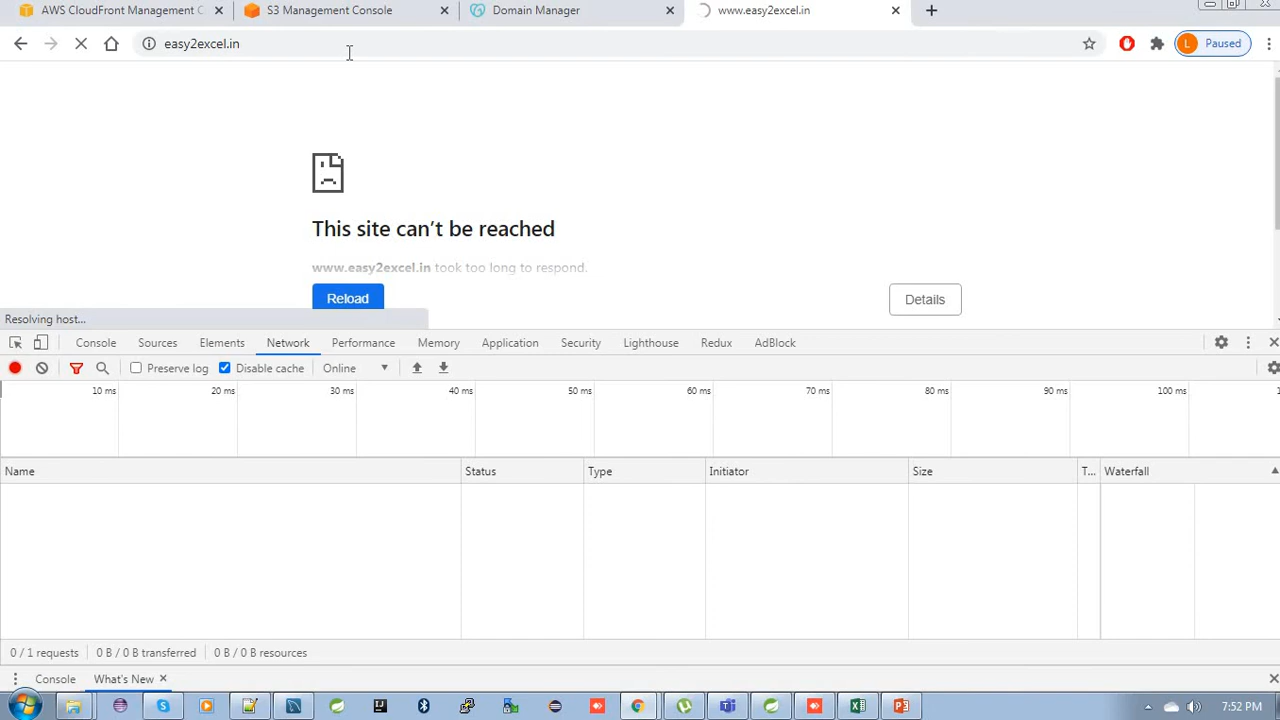 AWS CloudFront Management C
S3 Management Console
Domain Manager
www.easy2excel.in
easy2excel.in
L Paused
This site can't be reached
www.easy2excel.in took too long to respond.
Reload
Details
Resolving host...
Console Sources Elements Network Performance Memory Application Security Lighthouse Redux AdBlock
Preserve log Disable cache Online
10 ms 20 ms 30 ms 40 ms 50 ms 60 ms 70 ms 80 ms 90 ms 100 ms 1
Name Status Type Initiator Size T... Waterfall
0 / 1 requests 0 B / 0 B transferred 0 B / 0 B resources
Console What's New
7:52 PM